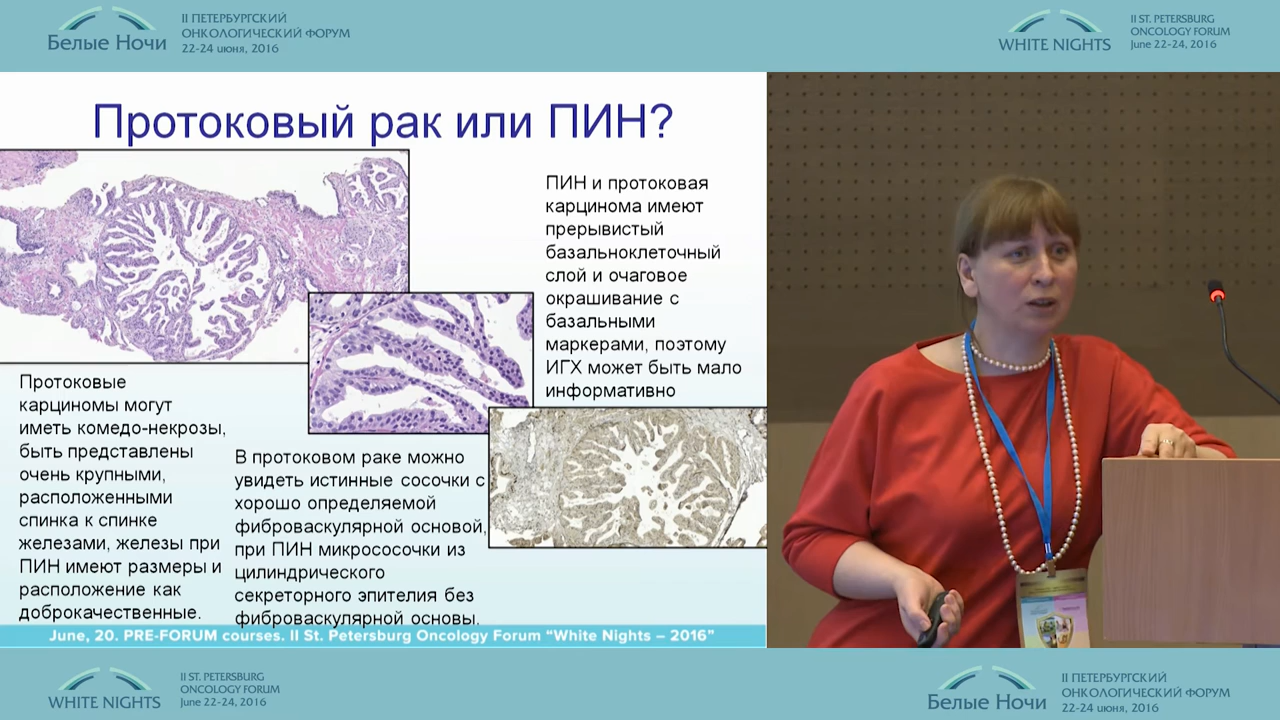 Белые Ночи
II ПЕТЕРБУРГСКИЙ
ОНКОЛОГИЧЕСКИЙ ФОРУМ
22-24 июня, 2016
WHITE NIGHTS
II ST. PETERSBURG
ONCOLOGY FORUM
June 22-24, 2016
Протоковый рак или ПИН?
ПИН и протоковая
карцинома имеют
прерывистый
базальноклеточный
слой и очаговое
окрашивание с
базальными
маркерами, поэтому
ИГХ может быть мало
информативно
Протоковые
карциномы могут
иметь комедо-некрозы,
быть представлены
очень крупными,
расположенными
спинка к спинке
железами, железы при
ПИН имеют размеры и
расположение как
доброкачественные.
В протоковом раке можно
увидеть истинные сосочки с
хорошо определяемой
фиброваскулярной основой,
при ПИН микрососочки из
цилиндрического
секреторного эпителия без
фиброваскулярной основы.
June, 20. PRE-FORUM courses. II St. Petersburg Oncology Forum “White Nights – 2016”
WHITE NIGHTS
II ST. PETERSBURG
ONCOLOGY FORUM
June 22-24, 2016
Белые Ночи
II ПЕТЕРБУРГСКИЙ
ОНКОЛОГИЧЕСКИЙ ФОРУМ
22-24 июня, 2016